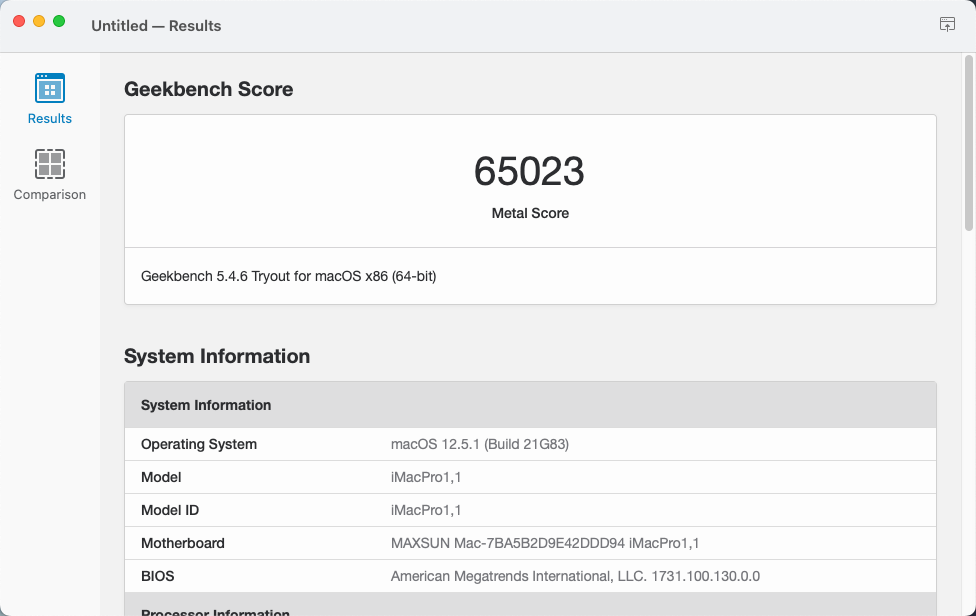 Untitled — Results
Results
Comparison
Geekbench Score
65023
Metal Score
Geekbench 5.4.6 Tryout for macOS x86 (64-bit)
System Information
System Information
Operating System macOS 12.5.1 (Build 21G83)
Model iMacPro1,1
Model ID iMacPro1,1
Motherboard MAXSUN Mac-7BA5B2D9E42DDD94 iMacPro1,1
BIOS American Megatrends International, LLC. 1731.100.130.0.0
Processor Information